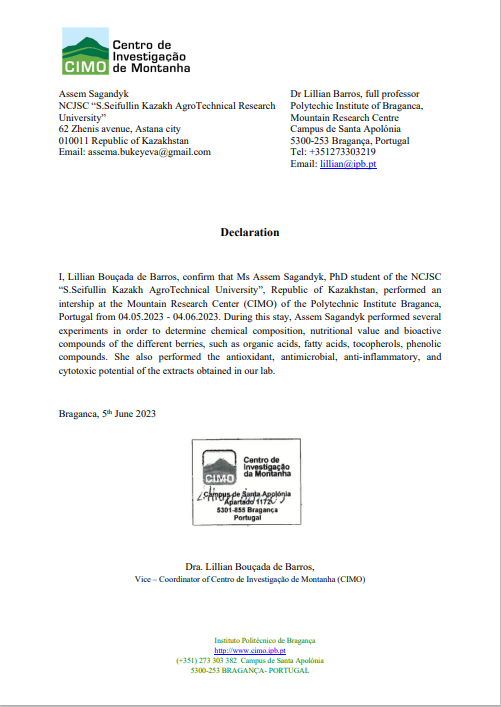 CIMO
Centro de
Investigação
de Montanha
Assem Sagandyk
NCJSC “S.Seifullin Kazakh AgroTechnical Research
University”
62 Zhenis avenue, Astana city
010011 Republic of Kazakhstan
Email: assema.bukeyeva@gmail.com
Dr Lillian Barros, full professor
Polytechic Institute of Braganca,
Mountain Research Centre
Campus de Santa Apolónia
5300-253 Bragança, Portugal
Tel: +351273303219
Email: lillian@ipb.pt
Declaration
I, Lillian Bouçada de Barros, confirm that Ms Assem Sagandyk, PhD student of the NCJSC
“S.Seifullin Kazakh AgroTechnical University”, Republic of Kazakhstan, performed an
intership at the Mountain Research Center (CIMO) of the Polytechnic Institute Braganca,
Portugal from 04.05.2023 - 04.06.2023. During this stay, Assem Sagandyk performed several
experiments in order to determine chemical composition, nutritional value and bioactive
compounds of the different berries, such as organic acids, fatty acids, tocopherols, phenolic
compounds. She also performed the antioxidant, antimicrobial, anti-inflammatory, and
cytotoxic potential of the extracts obtained in our lab.
Braganca, 5th June 2023
CIMO
Centro de
Investigação
da Montanha
Campus de Santa Apolónia
Apartado 1172
5301-855 Bragança
Portugal
Dra. Lillian Bouçada de Barros,
Vice – Coordinator of Centro de Investigação de Montanha (CIMO)
Instituto Politécnico de Bragança
http://www.cimo.ipb.pt
(+351) 273 303 382 Campus de Santa Apolónia
5300-253 BRAGANÇA- PORTUGAL